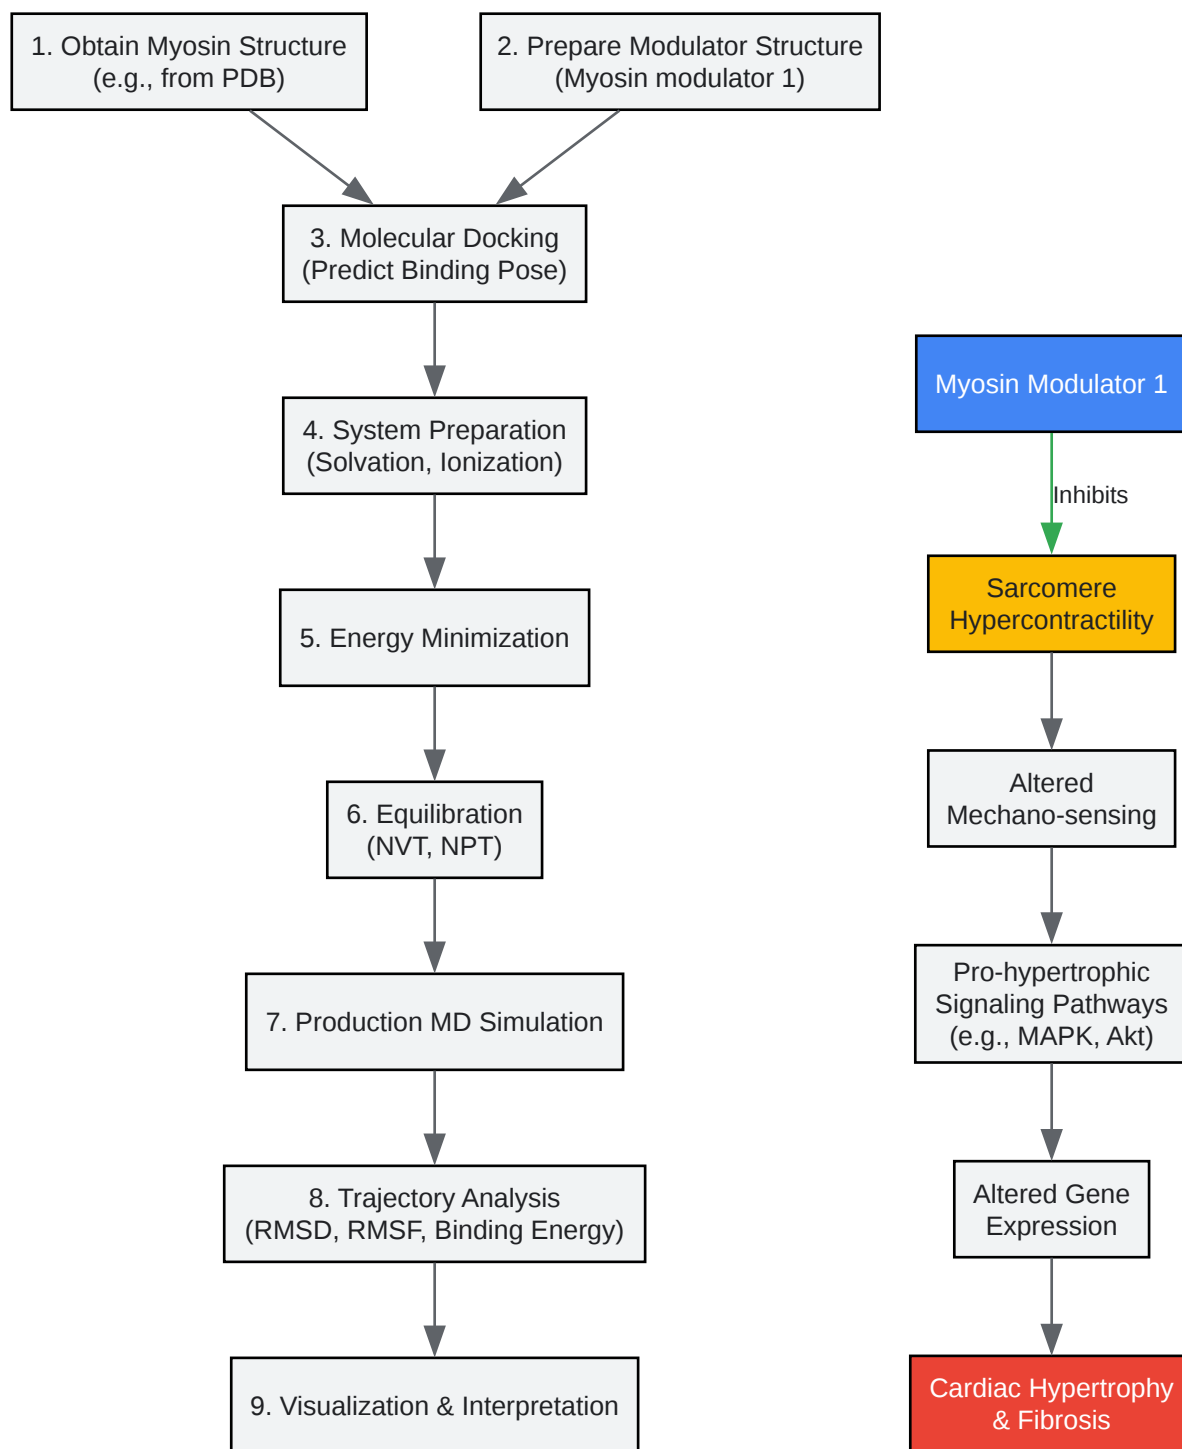 1. Obtain Myosin Structure
(e.g., from PDB)
2. Prepare Modulator Structure
(Myosin modulator 1)
3. Molecular Docking
(Predict Binding Pose)
4. System Preparation
(Solvation, Ionization)
5. Energy Minimization
6. Equilibration
(NVT, NPT)
7. Production MD Simulation
8. Trajectory Analysis
(RMSD, RMSF, Binding Energy)
9. Visualization & Interpretation
Myosin Modulator 1
Inhibits
Sarcomere
Hypercontractility
Altered
Mechano-sensing
Pro-hypertrophic
Signaling Pathways
(e.g., MAPK, Akt)
Altered Gene
Expression
Cardiac Hypertrophy
& Fibrosis